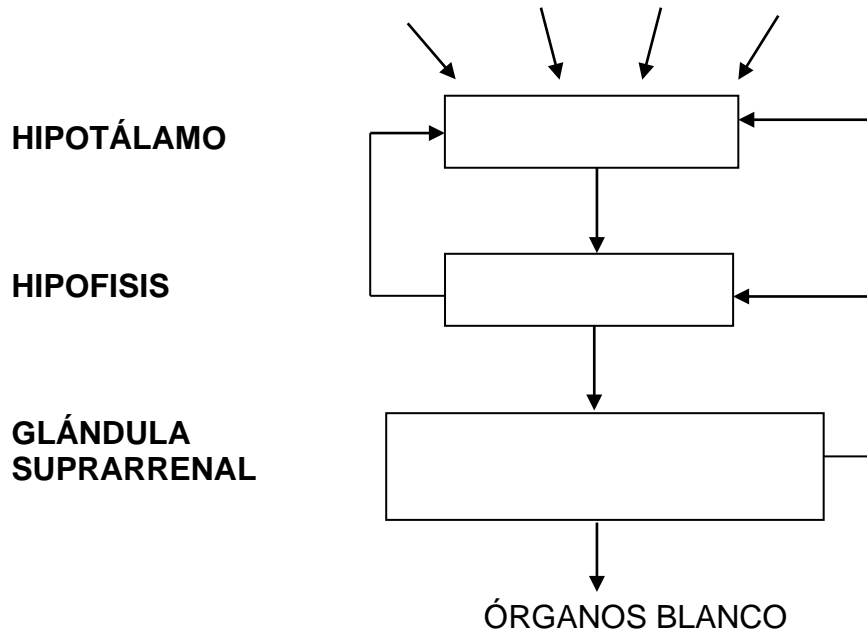 HIPOTÁLAMO
HIPOFISIS
GLÁNDULA
SUPRARRENAL
ÓRGANOS BLANCO